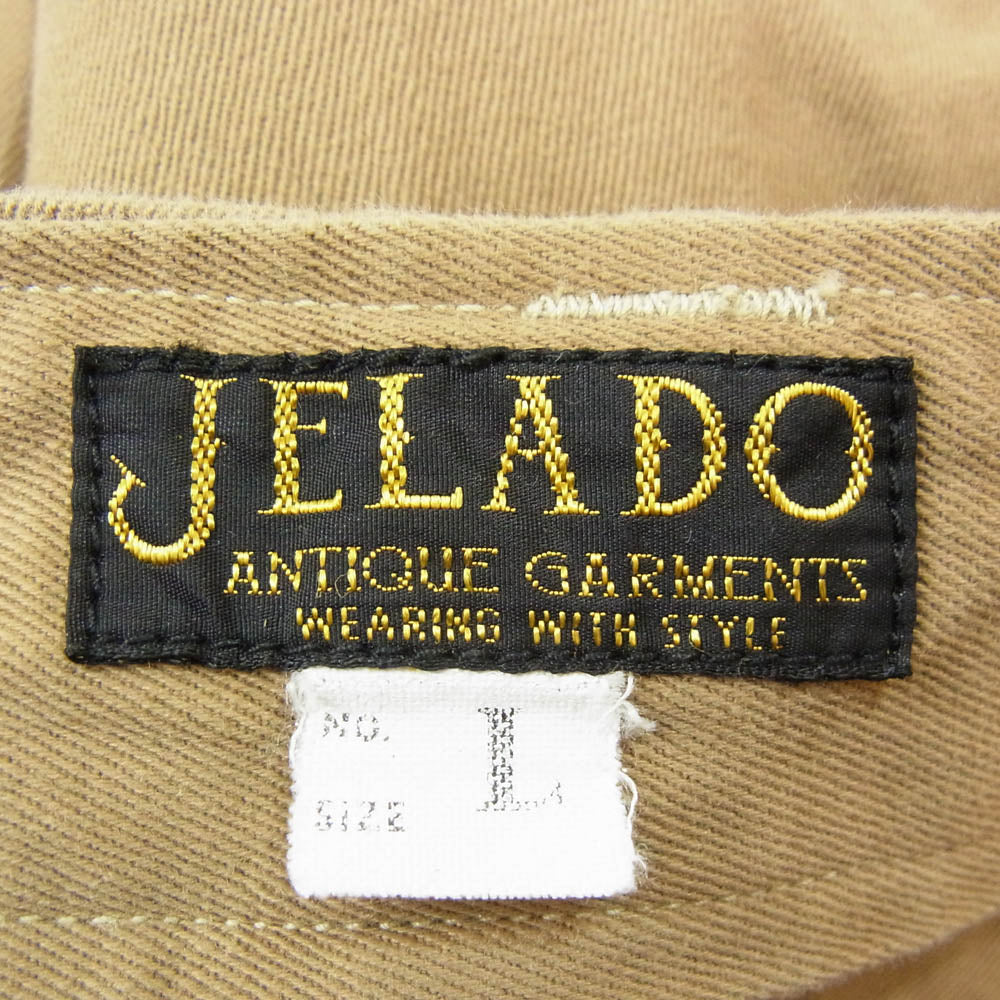 JELADO
ANTIQUE GARMENTS
WEARING WITH STYLE
NO.
L
SIZE